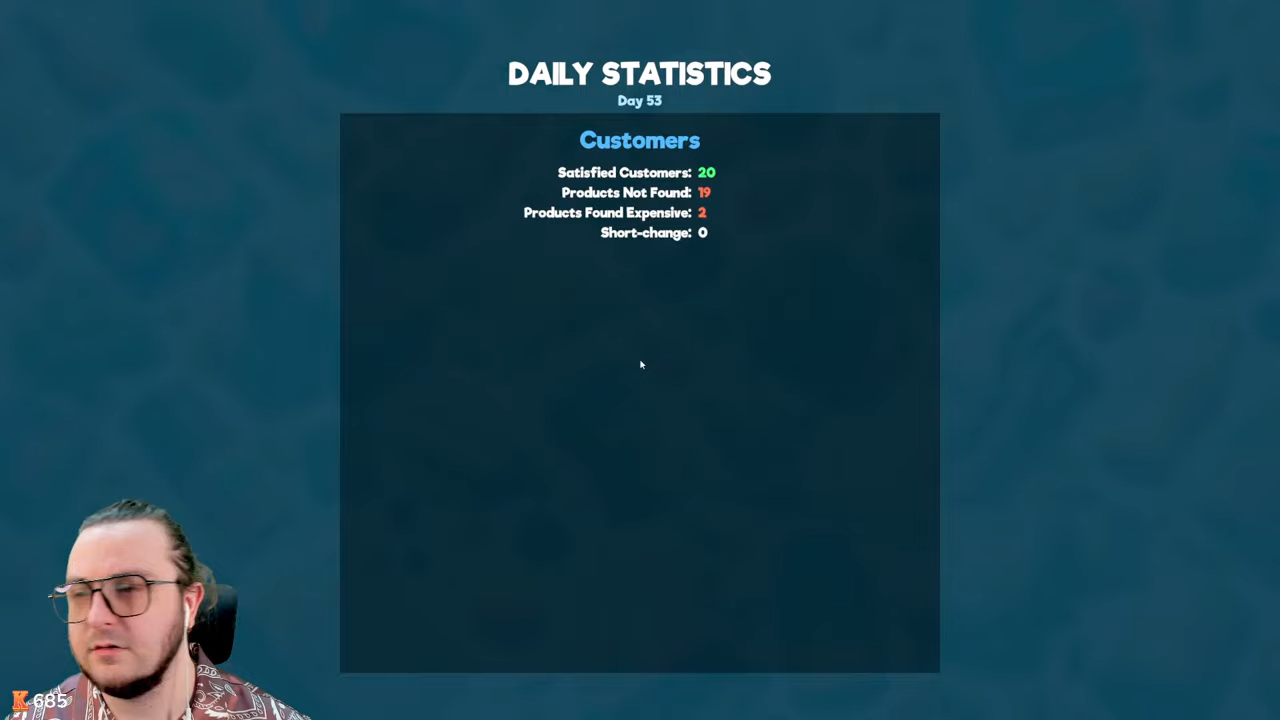 DAILY STATISTICS
Day 53
Customers
Satisfied Customers: 20
Products Not Found: 19
Products Found Expensive: 2
Short-change: 0
K 685